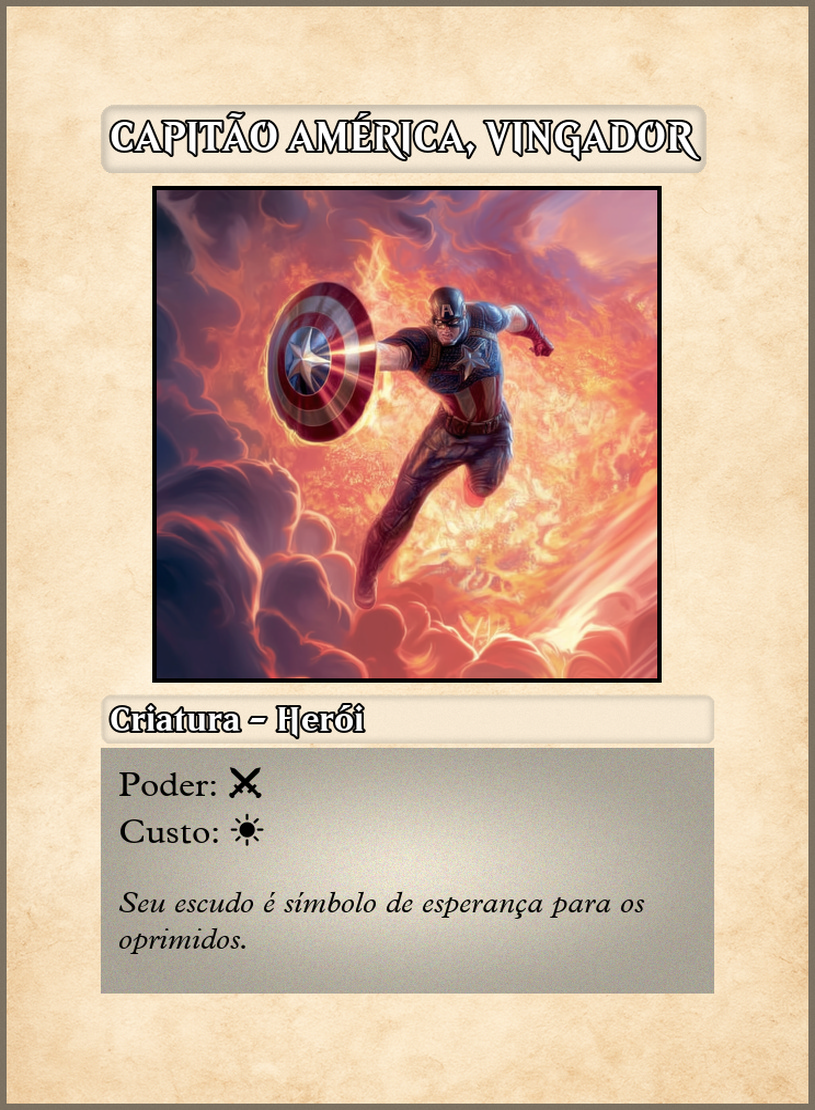 CAPITÃO AMÉRICA, VINGADOR
A
Criatura - Herói
Poder: ⚔
Custo: ☀
Seu escudo é símbolo de esperança para os
oprimidos.